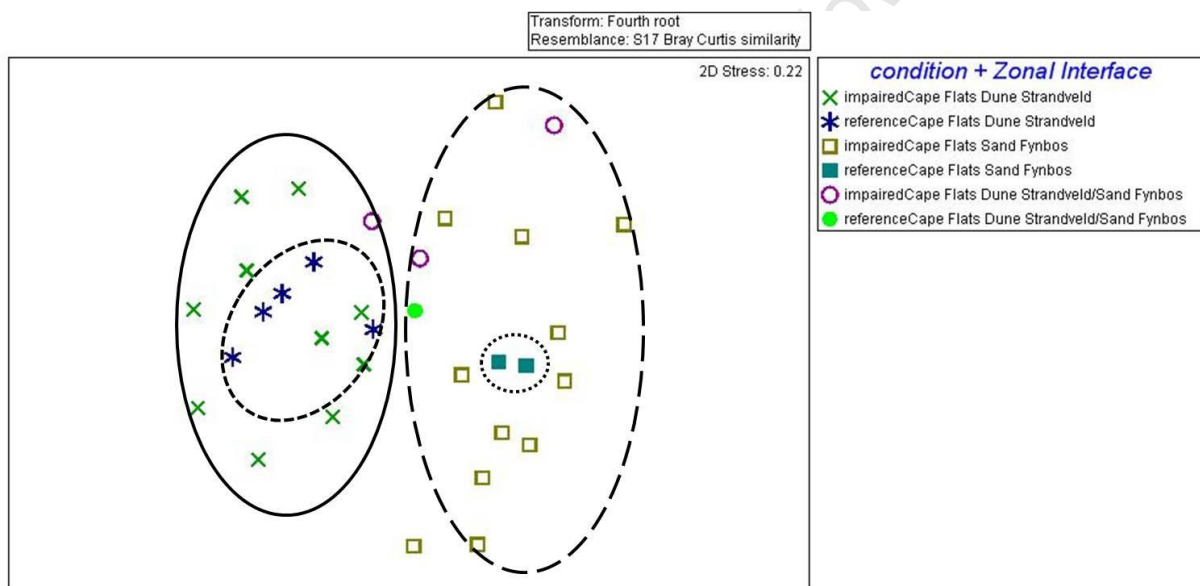 Transform: Fourth root
Resemblance: S17 Bray Curtis similarity
2D Stress: 0.22
condition + Zonal Interface
impairedCape Flats Dune Strandveld
referenceCape Flats Dune Strandveld
impairedCape Flats Sand Fynbos
referenceCape Flats Sand Fynbos
impairedCape Flats Dune Strandveld/Sand Fynbos
referenceCape Flats Dune Strandveld/Sand Fynbos